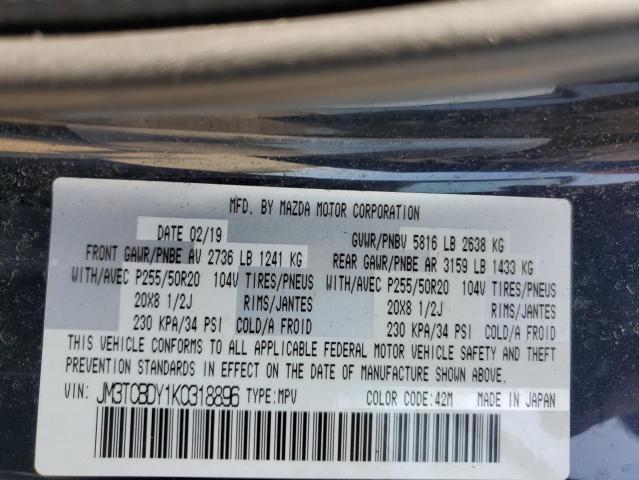 MFD. BY MAZDA MOTOR CORPORATION
DATE 02/19 GVWR/PNBV 5816 LB 2638 KG
FRONT GAWR/PNBE AV 2736 LB 1241 KG REAR GAWR/PNBE AR 3159 LB 1433 KG
WITH/AVEC P255/50R20 104V TIRES/PNEUS WITH/AVEC P255/50R20 104V TIRES/PNEUS
20X8 1/2J RIMS/JANTES 20X8 1/2J RIMS/JANTES
230 KPA/34 PSI COLD/A FROID 230 KPA/34 PSI COLD/A FROID
THIS VEHICLE CONFORMS TO ALL APPLICABLE FEDERAL MOTOR VEHICLE SAFETY AND THEFT
PREVENTION STANDARDS IN EFFECT ON THE DATE OF MANUFACTURE SHOWN ABOVE.
VIN: JM3TCBDY1K0318896 TYPE: MPV COLOR CODE: 42M MADE IN JAPAN